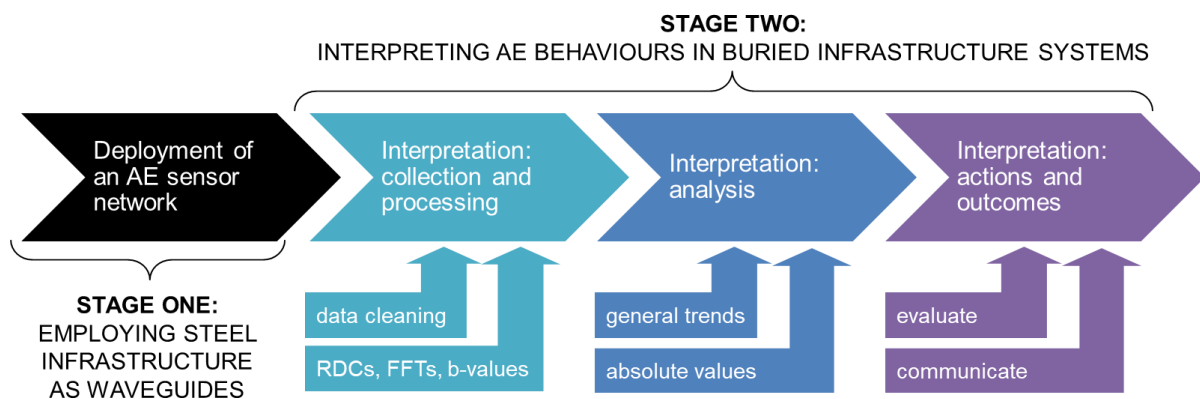 STAGE TWO:
INTERPRETING AE BEHAVIOURS IN BURIED INFRASTRUCTURE SYSTEMS
Deployment of
an AE sensor
network
Interpretation:
collection and
processing
Interpretation:
analysis
Interpretation:
actions and
outcomes
STAGE ONE:
EMPLOYING STEEL
INFRASTRUCTURE
AS WAVEGUIDES
data cleaning
RDCs, FFTs, b-values
general trends
absolute values
evaluate
communicate